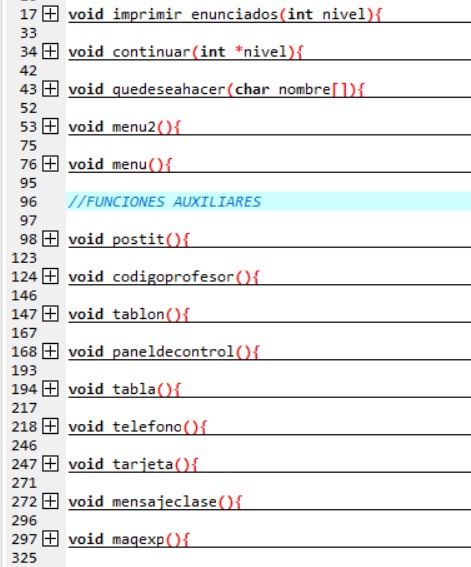 17 void imprimir enunciados(int nivel){
33
34 void continuar(int *nivel){
42
43 void quedeseahacer(char nombre[]){
52
53 void menu2(){
75
76 void menu(){
95
96 //FUNCIONES AUXILIARES
97
98 void postit(){
123
124 void codigoprofesor(){
146
147 void tablon(){
167
168 void paneldecontrol(){
193
194 void tabla(){
217
218 void telefono(){
246
247 void tarjeta(){
271
272 void mensajeclase(){
296
297 void maqexp(){
325